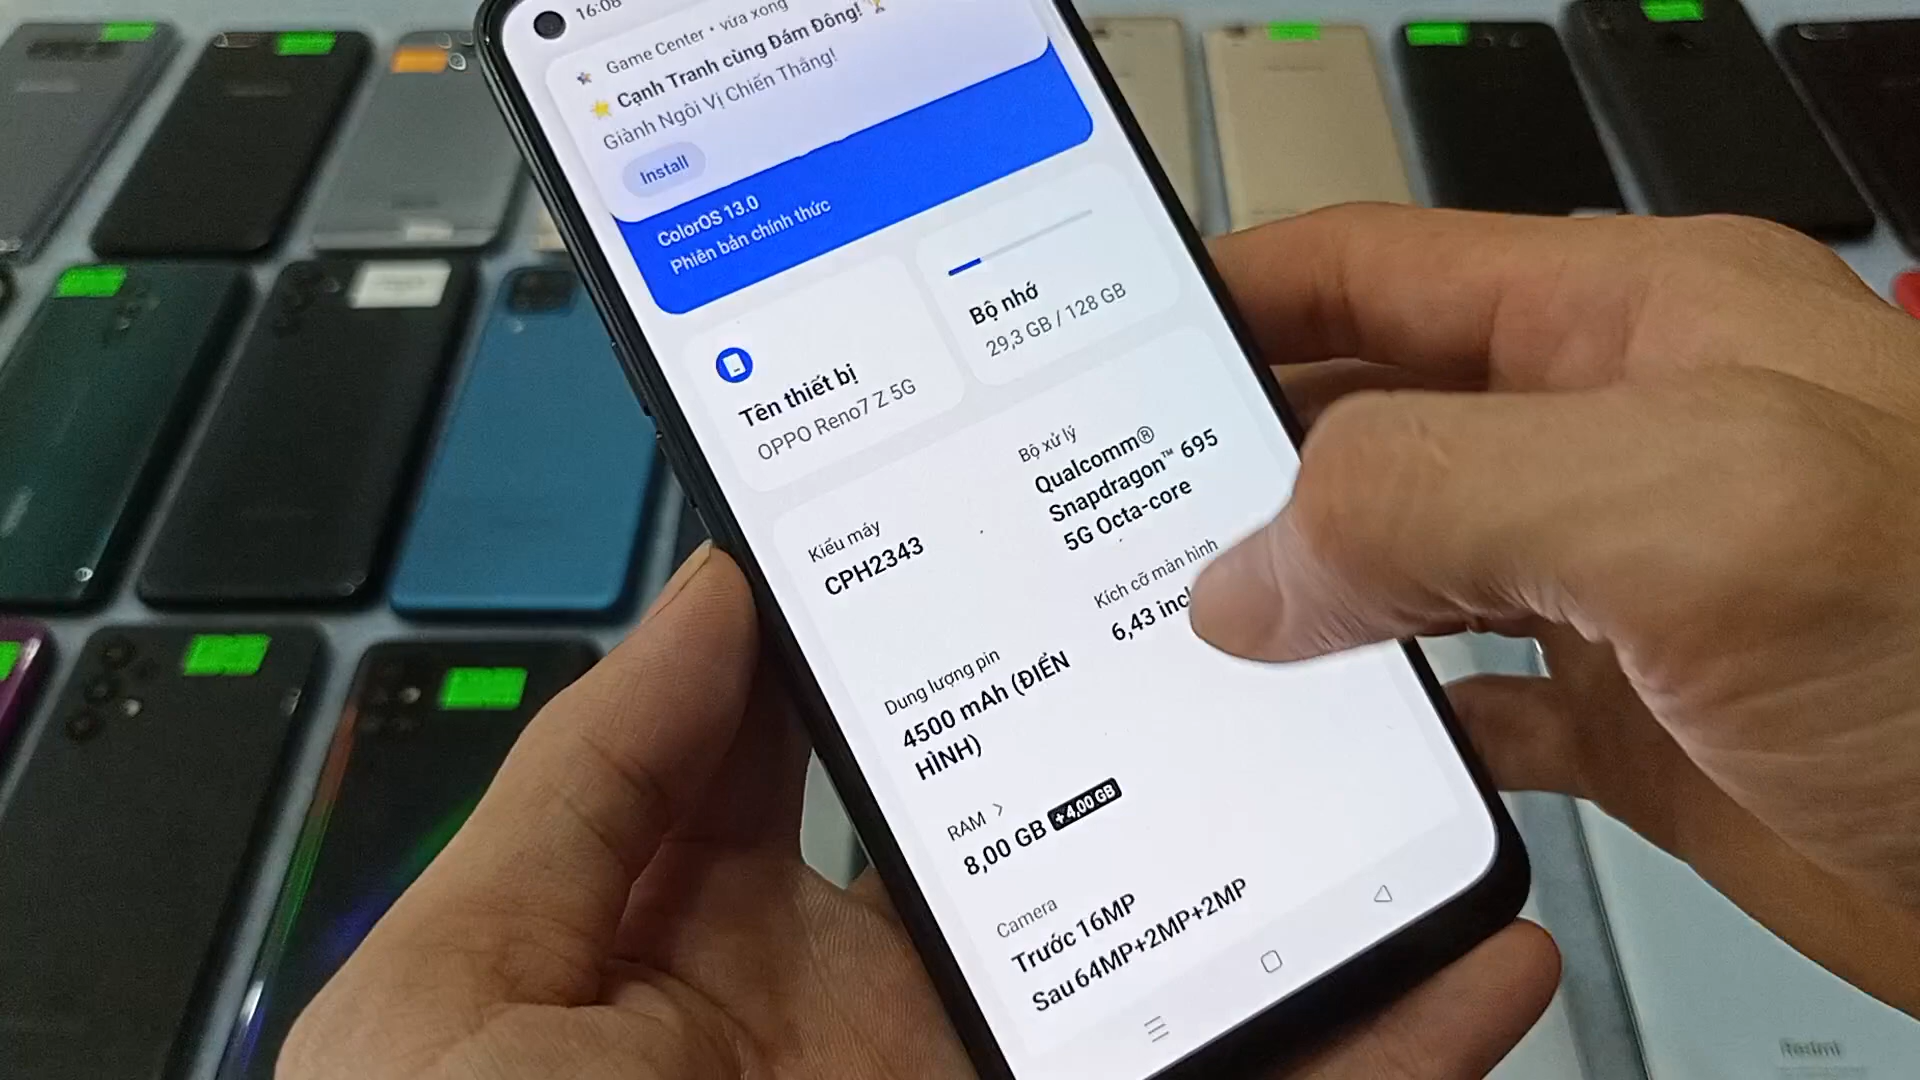 16:08
Game Center • vừa xong
Cạnh Tranh cùng Đám Đông!
Giành Ngôi Vị Chiến Thắng!
Install
ColorOS 13.0
Phiên bản chính thức
Tên thiết bị
OPPO Reno7 Z 5G
Bộ nhớ
29,3 GB / 128 GB
Kiểu máy
CPH2343
Bộ xử lý
Qualcomm®
Snapdragon™ 695
5G Octa-core
Dung lượng pin
4500 mAh (ĐIỂN
HÌNH)
Kích cỡ màn hình
6,43
RAM >
8,00 GB +4,00 GB
Camera
Trước 16MP
Sau 64MP+2MP+2MP
Redmi